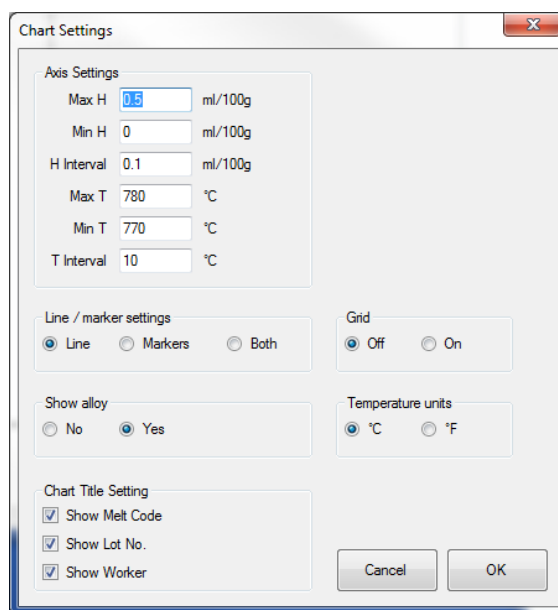 Chart Settings
Axis Settings
Max H 0.5 ml/100g
Min H 0 ml/100g
H Interval 0.1 ml/100g
Max T 780 °C
Min T 770 °C
T Interval 10 °C
Line / marker settings
Line Markers Both
Grid
Off On
Show alloy
No Yes
Temperature units
°C °F
Chart Title Setting
Show Melt Code
Show Lot No.
Show Worker
Cancel OK